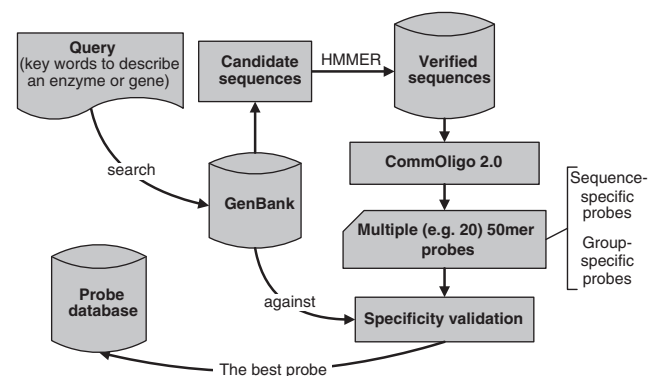 Query
(key words to describe
an enzyme or gene)
Candidate
sequences
HMMER
Verified
sequences
search
GenBank
CommOligo 2.0
Multiple (e.g. 20) 50mer
probes
Sequence-
specific
probes
Group-
specific
probes
against
Specificity validation
Probe
database
The best probe